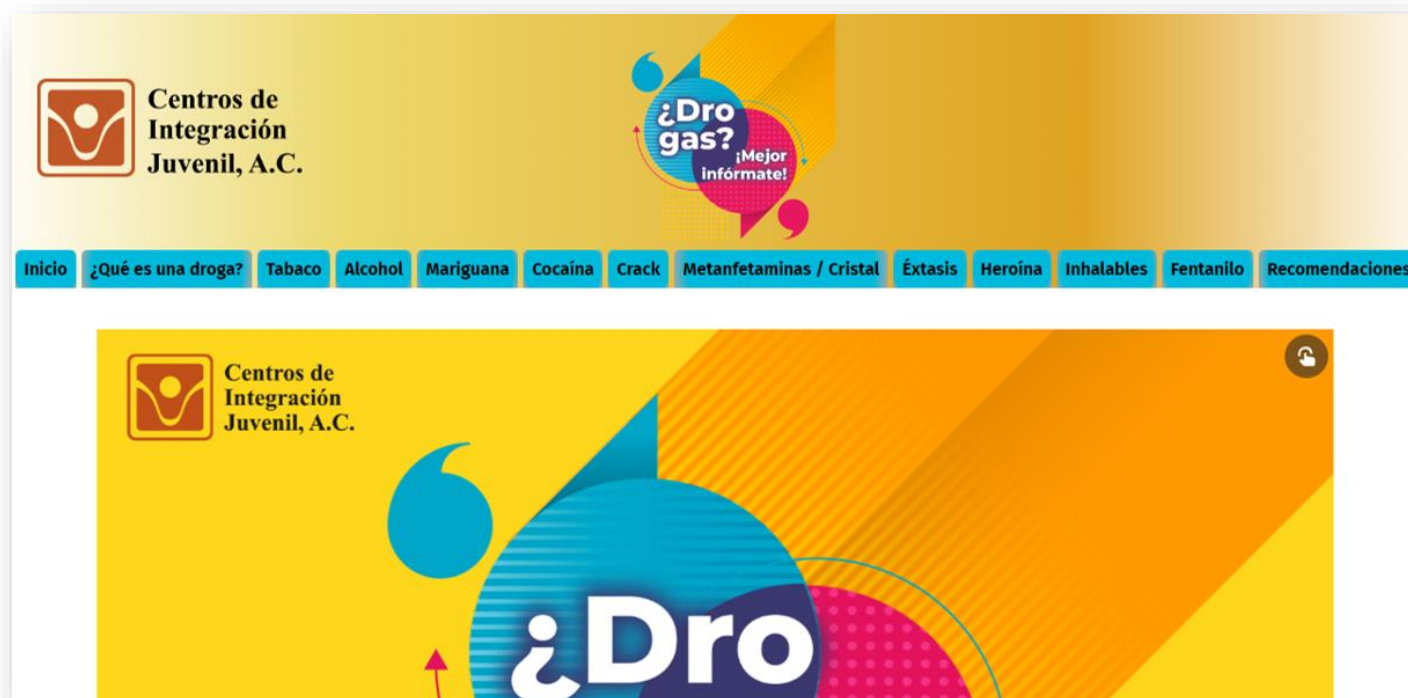 Centros de
Integración
Juvenil, A.C.
¿Dro
gas?
¡Mejor
infórmate!
Inicio ¿Qué es una droga? Tabaco Alcohol Mariguana Cocaína Crack Metanfetaminas / Cristal Éxtasis Heroína Inhalables Fentanilo Recomendaciones
Centros de
Integración
Juvenil, A.C.
¿Dro